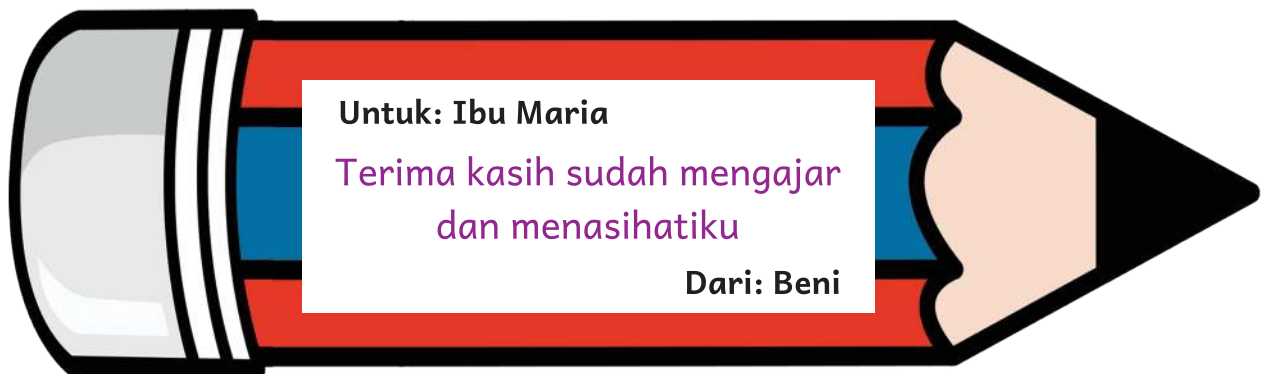 Untuk: Ibu Maria
Terima kasih sudah mengajar
dan menasihatiku
Dari: Beni